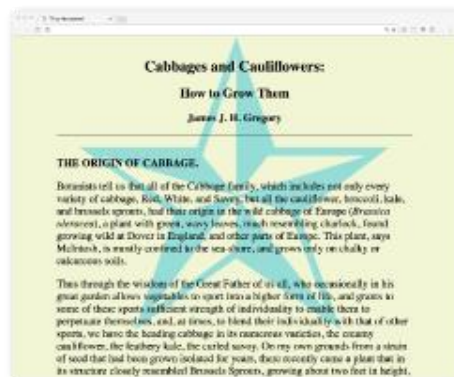 Cabbages and Cauliflowers:
How to Grow Them
James J. H. Gregory
THE ORIGIN OF CABBAGE.
Botanists tell us that all of the Cabbage family, which includes not only every
variety of cabbage, Red, White, and Savoy, but all the cauliflower, broccoli, kale,
and brussels sprouts, had their origin in the wild cabbage of Europe (Brassica
oleracea), a plant with green, wavy leaves, much resembling charlock, found
growing wild at Dover in England, and other parts of Europe. This plant, says
McIntosh, is mostly confined to the sea-shore, and grows only on chalky or
calcareous soils.
Thus through the wisdom of the Great Father of us all, who occasionally in his
great garden allows vegetables to sport into a higher form of life, and grants to
some of these sports sufficient strength of individuality to enable them to
perpetuate themselves, and, at times, to blend their individuality with that of other
sports, we have the heading cabbage in its numerous varieties, the creamy
cauliflower, the feathery kale, the curled savoy. On my own grounds from a strain
of seed that had been grown isolated for years, there recently came a plant that in
its structure closely resembled Brussels Sprouts, growing about two feet in height,